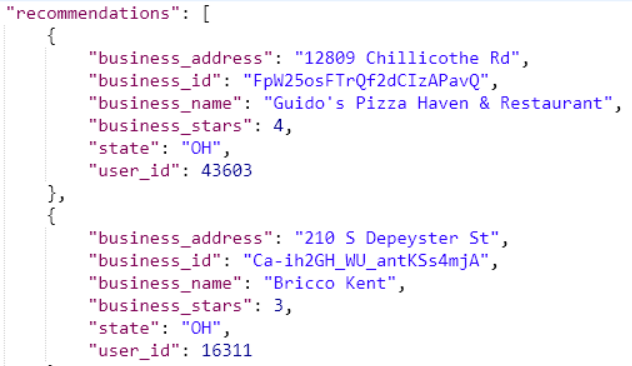 "recommendations": [
{
"business_address": "12809 Chillicothe Rd",
"business_id": "FpW25osFTrQf2dCIzAPavQ",
"business_name": "Guido's Pizza Haven & Restaurant",
"business_stars": 4,
"state": "OH",
"user_id": 43603
},
{
"business_address": "210 S Depeyster St",
"business_id": "Ca-ih2GH_WU_antKSs4mjA",
"business_name": "Bricco Kent",
"business_stars": 3,
"state": "OH",
"user_id": 16311